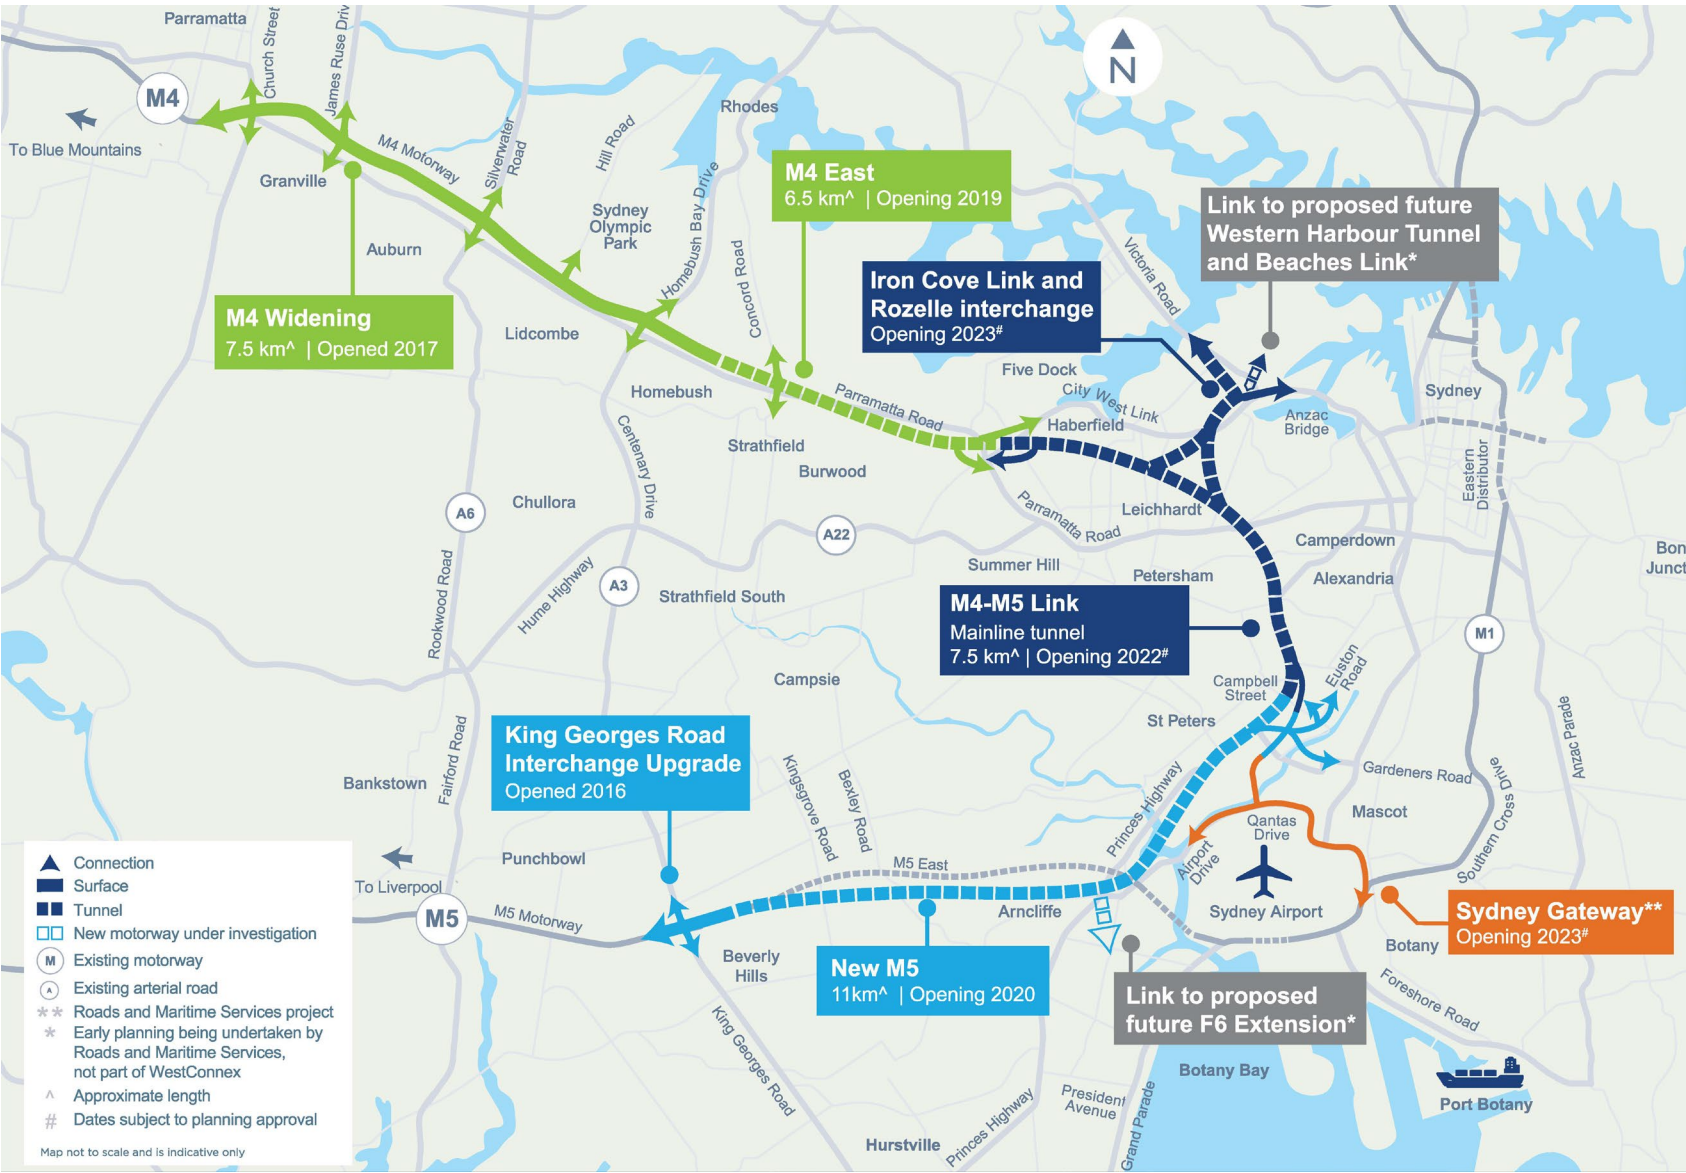 Parramatta
Church Street
James Ruse Driv
M4
To Blue Mountains
Granville
M4 Motorway
Silverwater
Road
Hill Road
Rhodes
Homebush Bay Drive
Sydney
Olympic
Park
Auburn
Concord Road
N
M4 East
6.5 km^ | Opening 2019
Link to proposed future
Western Harbour Tunnel
and Beaches Link*
Victoria Road
Iron Cove Link and
Rozelle interchange
Opening 2023#
M4 Widening
7.5 km^ | Opened 2017
Lidcombe
Homebush
Parramatta Road
Five Dock
City West Link
Haberfield
Anzac
Bridge
Sydney
Eastern
Distributor
Strathfield
Burwood
Centenary Drive
Chullora
A6
A22
A3
Parramatta Road
Leichhardt
Camperdown
Alexandria
Bon
Junct
Summer Hill
Petersham
Rookwood Road
Hume Highway
Strathfield South
M4-M5 Link
Mainline tunnel
7.5 km^ | Opening 2022#
M1
Campsie
Campbell
Street
Euston
Road
St Peters
King Georges Road
Interchange Upgrade
Opened 2016
Fairford Road
Bankstown
Kingsgrove Road
Bexley Road
Princes Highway
Gardeners Road
Anzac Parade
Southern Cross Drive
Mascot
Qantas
Drive
Airport
Drive
Punchbowl
M5 East
To Liverpool
M5
M5 Motorway
Arncliffe
Sydney Airport
Sydney Gateway**
Opening 2023#
Botany
Beverly
Hills
New M5
11km^ | Opening 2020
Link to proposed
future F6 Extension*
Foreshore Road
King Georges Road
Botany Bay
Port Botany
President
Avenue
Princes Highway
Grand Parade
Hurstville
Connection
Surface
Tunnel
New motorway under investigation
M Existing motorway
A Existing arterial road
** Roads and Maritime Services project
* Early planning being undertaken by
Roads and Maritime Services,
not part of WestConnex
^ Approximate length
# Dates subject to planning approval
Map not to scale and is indicative only